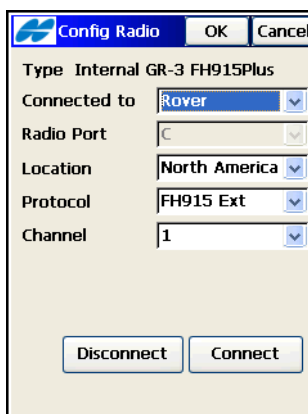 Config Radio OK Cancel
Type Internal GR-3 FH915Plus
Connected to Rover
Radio Port C
Location North America
Protocol FH915 Ext
Channel 1
Disconnect Connect